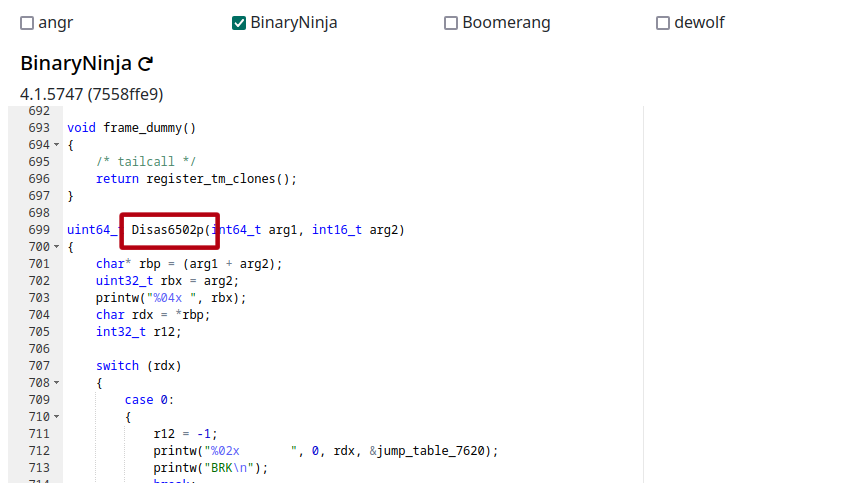 angr BinaryNinja Boomerang dewolf
BinaryNinja
4.1.5747 (7558ffe9)
692
693 void frame_dummy()
694 {
695 /* tailcall */
696 return register_tm_clones();
697 }
698
699 uint64_t Disas6502p(int64_t arg1, int16_t arg2)
700 {
701 char* rbp = (arg1 + arg2);
702 uint32_t rbx = arg2;
703 printw("%04x ", rbx);
704 char rdx = *rbp;
705 int32_t r12;
706
707 switch (rdx)
708 {
709 case 0:
710 {
711 r12 = -1;
712 printw("%02x       ", 0, rdx, &jump_table_7620);
713 printw("BRK\n");
714 break;